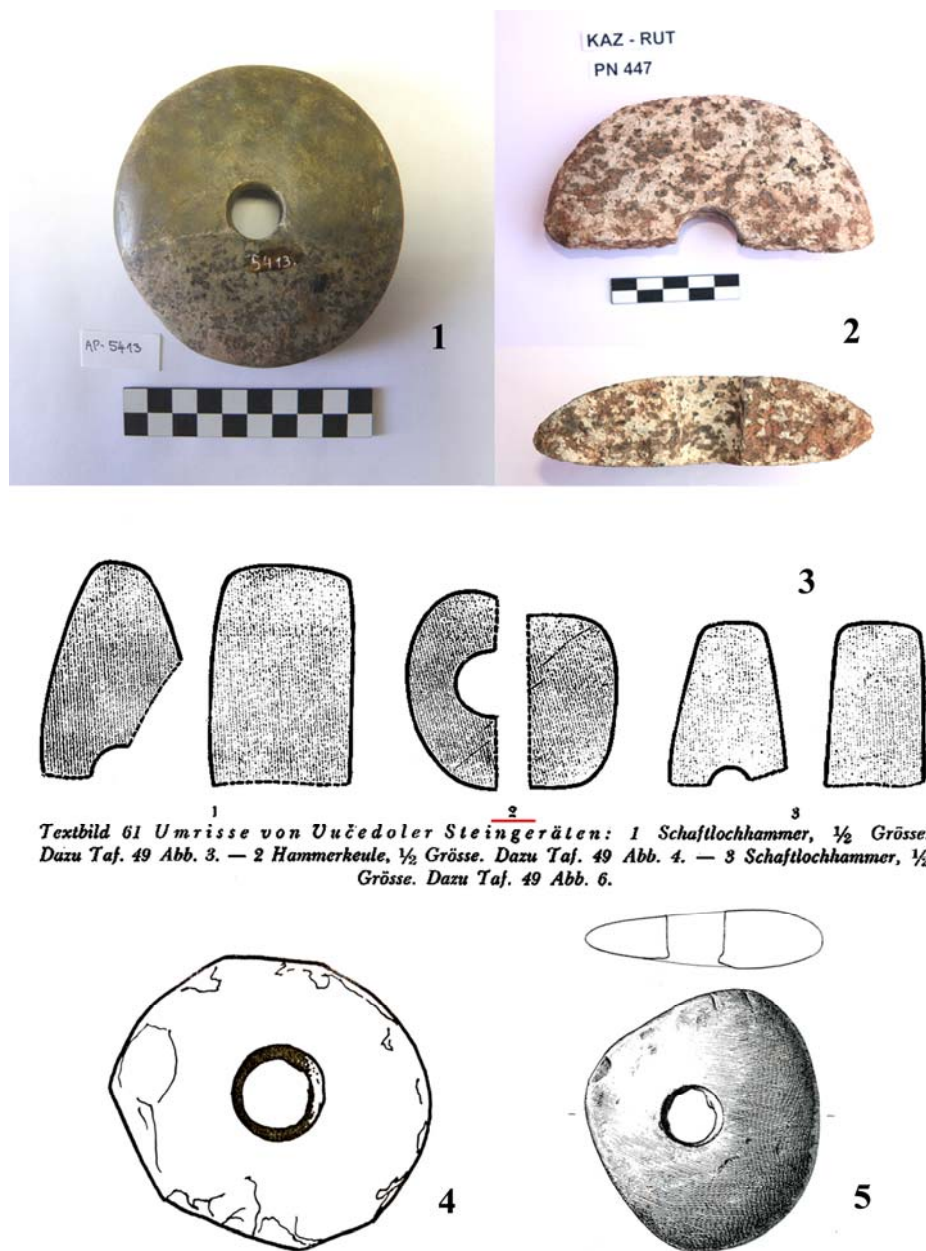 KAZ - RUT
PN 447
5413.
AP-5413
1
2
3
1
2
3
Textbild 61 Umrisse von Vučedoler Steingeräten: 1 Schaftlochhammer, ½ Grösse.
Dazu Taf. 49 Abb. 3. — 2 Hammerkeule, ½ Grösse. Dazu Taf. 49 Abb. 4. — 3 Schaftlochhammer, ½
Grösse. Dazu Taf. 49 Abb. 6.
4
5